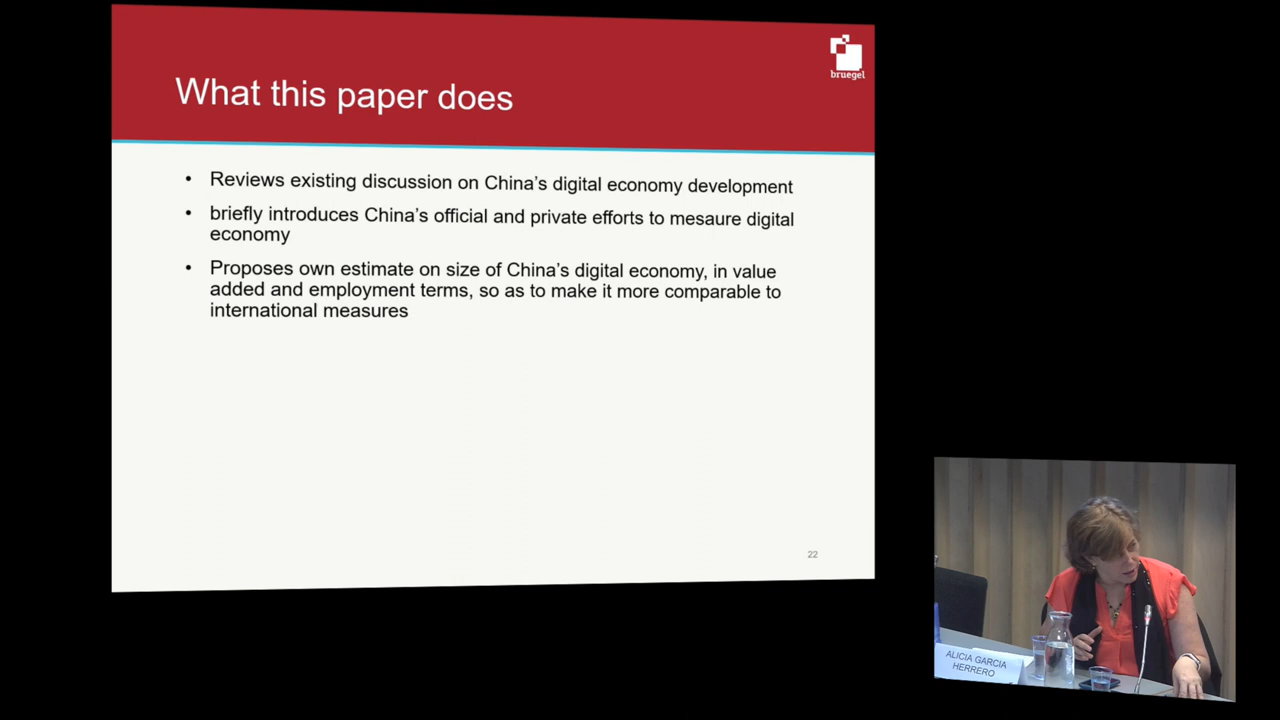 bruegel
What this paper does
• Reviews existing discussion on China's digital economy development
• briefly introduces China's official and private efforts to mesaure digital
economy
• Proposes own estimate on size of China's digital economy, in value
added and employment terms, so as to make it more comparable to
international measures
22
ALICIA GARCIA
HERRERO